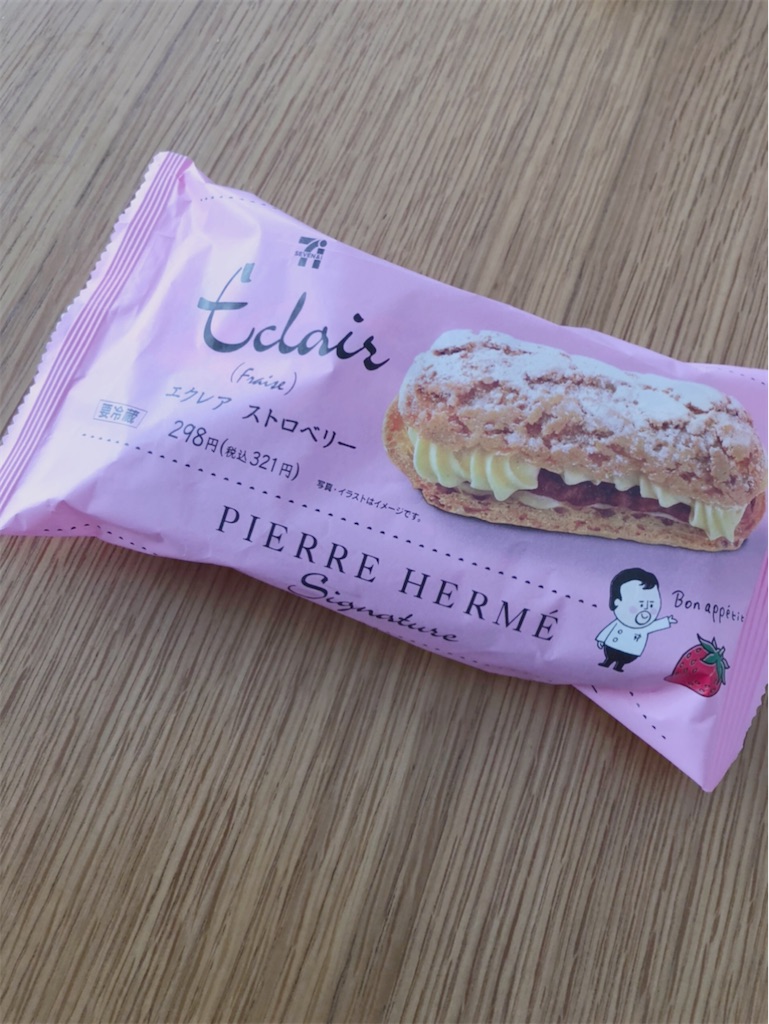 SEVEN&i
Éclair
(Fraise)
エクレア ストロベリー
要冷蔵
298円(税込321円)
写真・イラストはイメージです。
PIERRE HERMÉ
Signature
Bon appétit